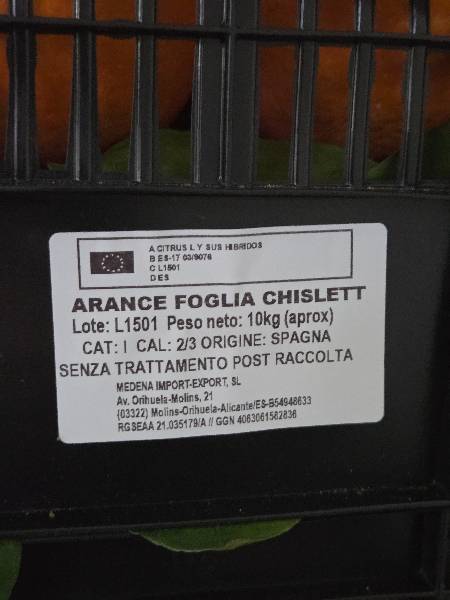 A CITRUS L Y SUS HIBRIDOS
B ES-17 03/9076
C L1501
D ES
ARANCE FOGLIA CHISLETT
Lote: L1501 Peso neto: 10kg (aprox)
CAT: I CAL: 2/3 ORIGINE: SPAGNA
SENZA TRATTAMENTO POST RACCOLTA
MEDENA IMPORT-EXPORT, SL
Av. Orihuela-Molins, 21
(03322) Molins-Orihuela-Alicante/ES-B54946633
RGSEAA 21.035179/A // GGN 4063061582836